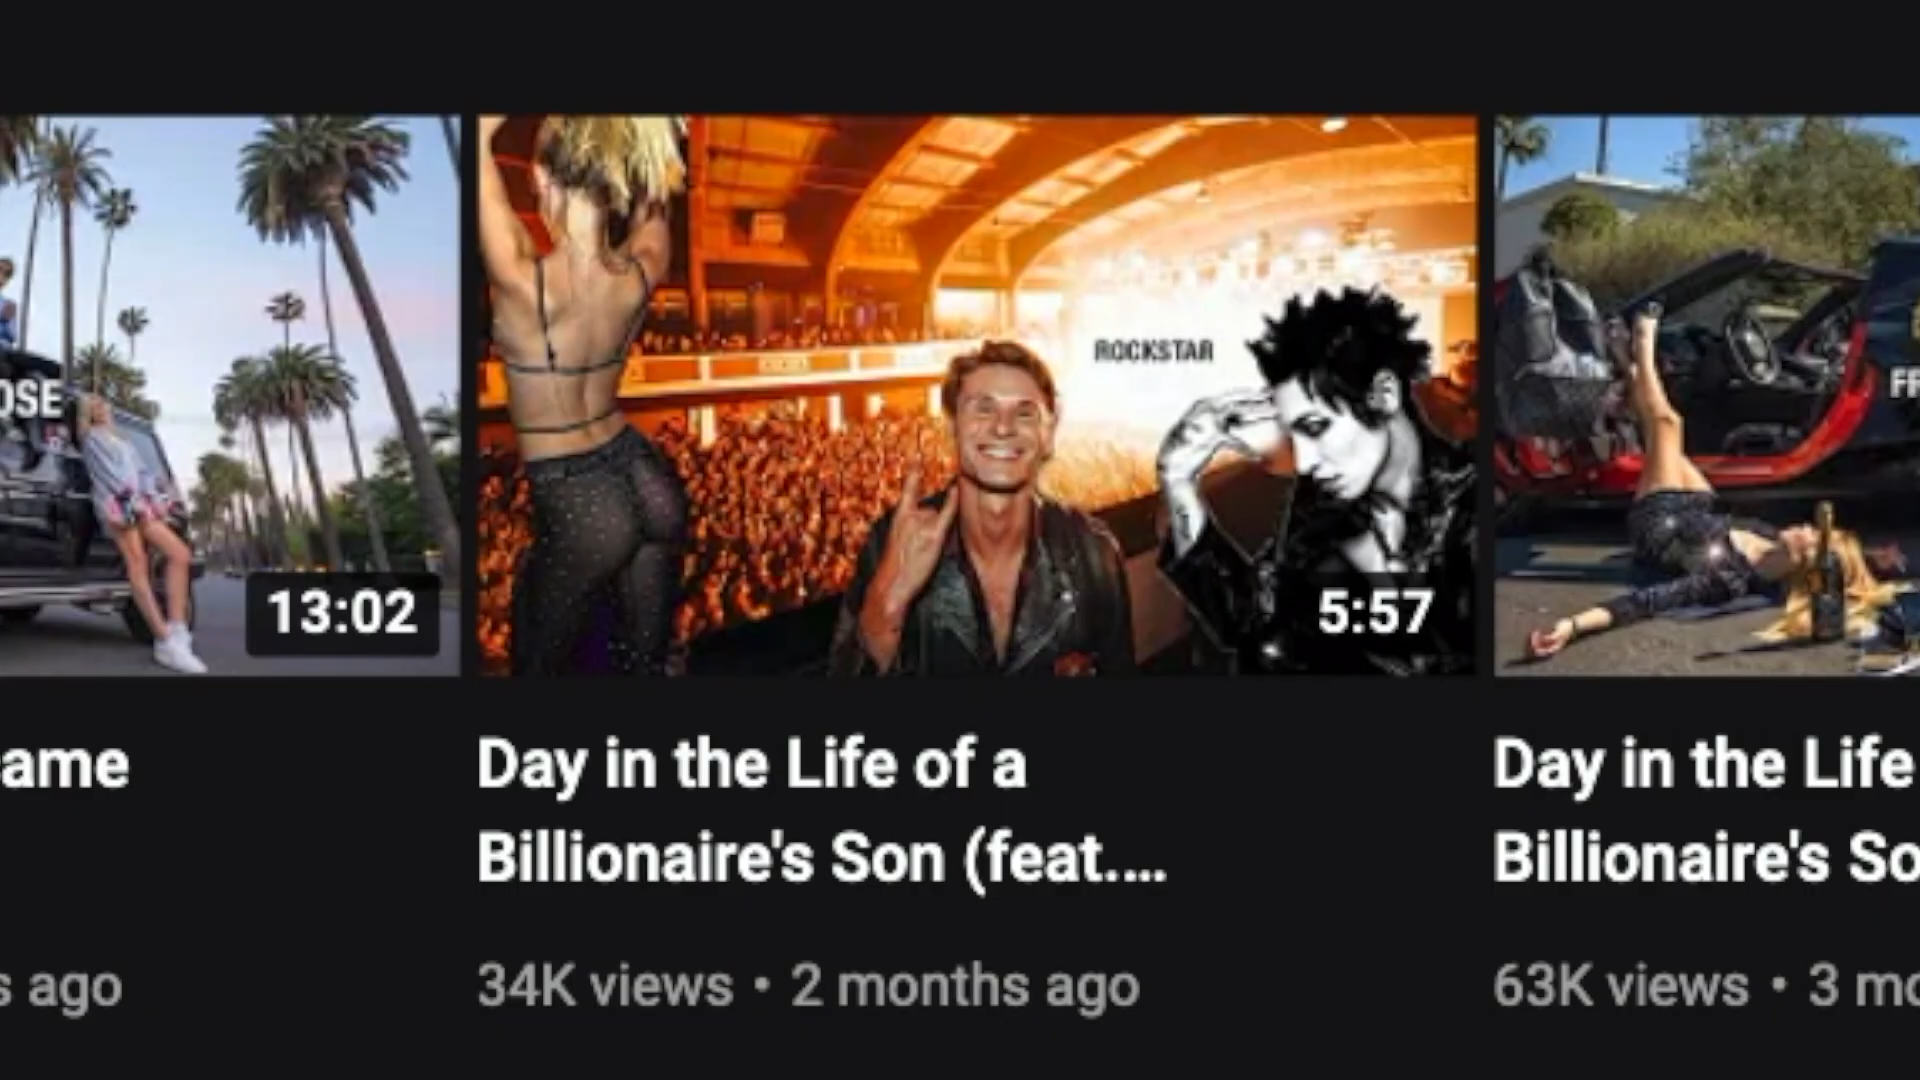 OSE
13:02
ame
s ago
ROCKSTAR
5:57
Day in the Life of a
Billionaire's Son (feat....
34K views • 2 months ago
FR
Day in the Life
Billionaire's So
63K views • 3 mo